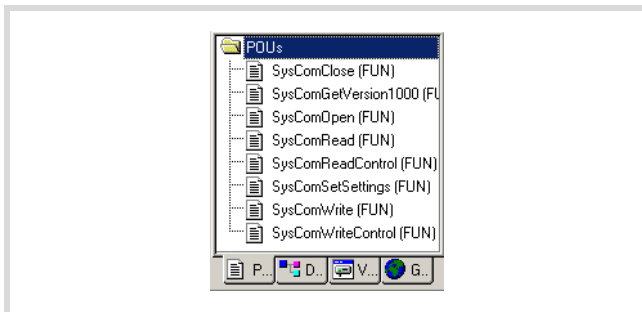 POUs
SysComClose (FUN)
SysComGetVersion1000 (FU
SysComOpen (FUN)
SysComRead (FUN)
SysComReadControl (FUN)
SysComSetSettings (FUN)
SysComWrite (FUN)
SysComWriteControl (FUN)
P... D.. V... G..